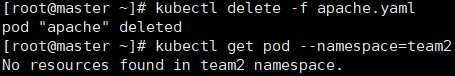 [root@master ~]# kubectl delete -f apache.yaml
pod "apache" deleted
[root@master ~]# kubectl get pod --namespace=team2
No resources found in team2 namespace.